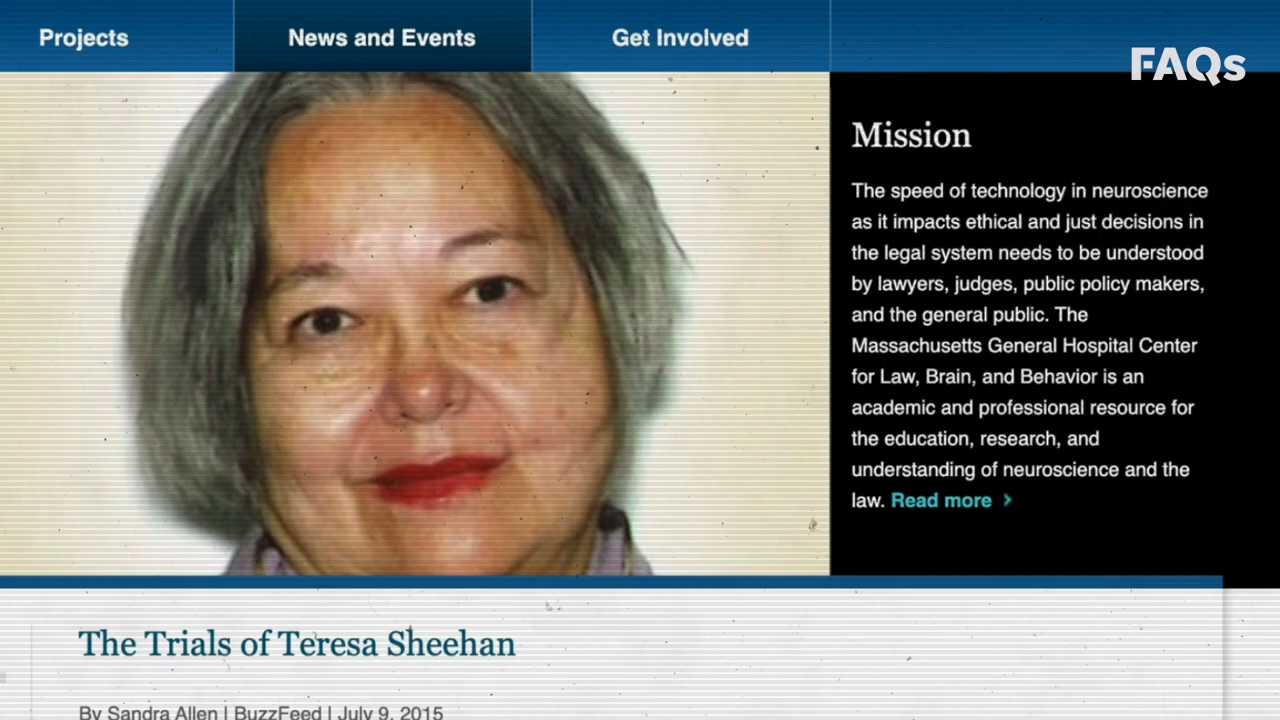 Projects
News and Events
Get Involved
FAQs
Mission
The speed of technology in neuroscience
as it impacts ethical and just decisions in
the legal system needs to be understood
by lawyers, judges, public policy makers,
and the general public. The
Massachusetts General Hospital Center
for Law, Brain, and Behavior is an
academic and professional resource for
the education, research, and
understanding of neuroscience and the
law. Read more >
The Trials of Teresa Sheehan
By Sandra Allen | BuzzFeed | July 9, 2015